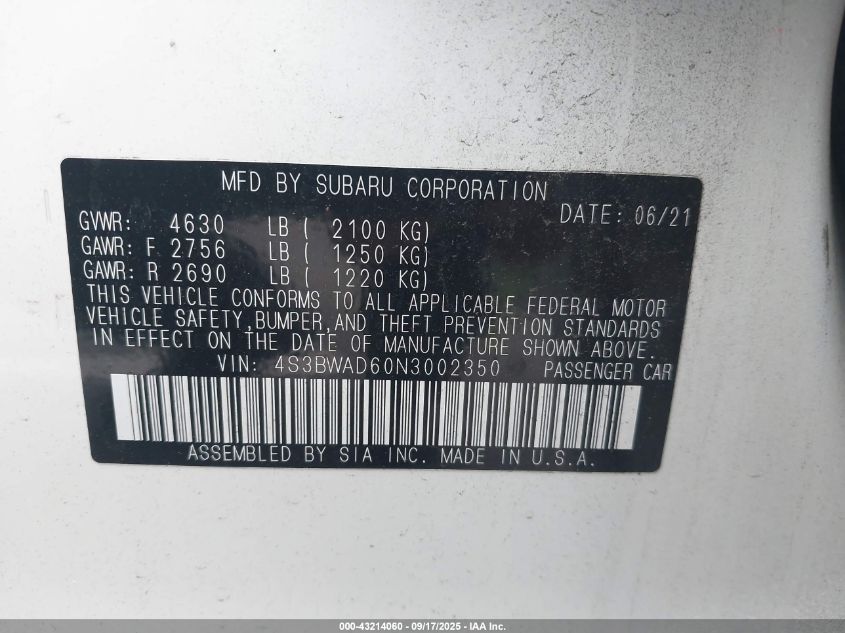 MFD BY SUBARU CORPORATION
DATE: 06/21
GVWR: 4630 LB ( 2100 KG)
GAWR: F 2756 LB ( 1250 KG)
GAWR: R 2690 LB ( 1220 KG)
THIS VEHICLE CONFORMS TO ALL APPLICABLE FEDERAL MOTOR
VEHICLE SAFETY,BUMPER,AND THEFT PREVENTION STANDARDS
IN EFFECT ON THE DATE OF MANUFACTURE SHOWN ABOVE.
VIN: 4S3BWAD60N3002350 PASSENGER CAR
ASSEMBLED BY SIA INC. MADE IN U.S.A.
000-43214060 - 09/17/2025 - IAA Inc.